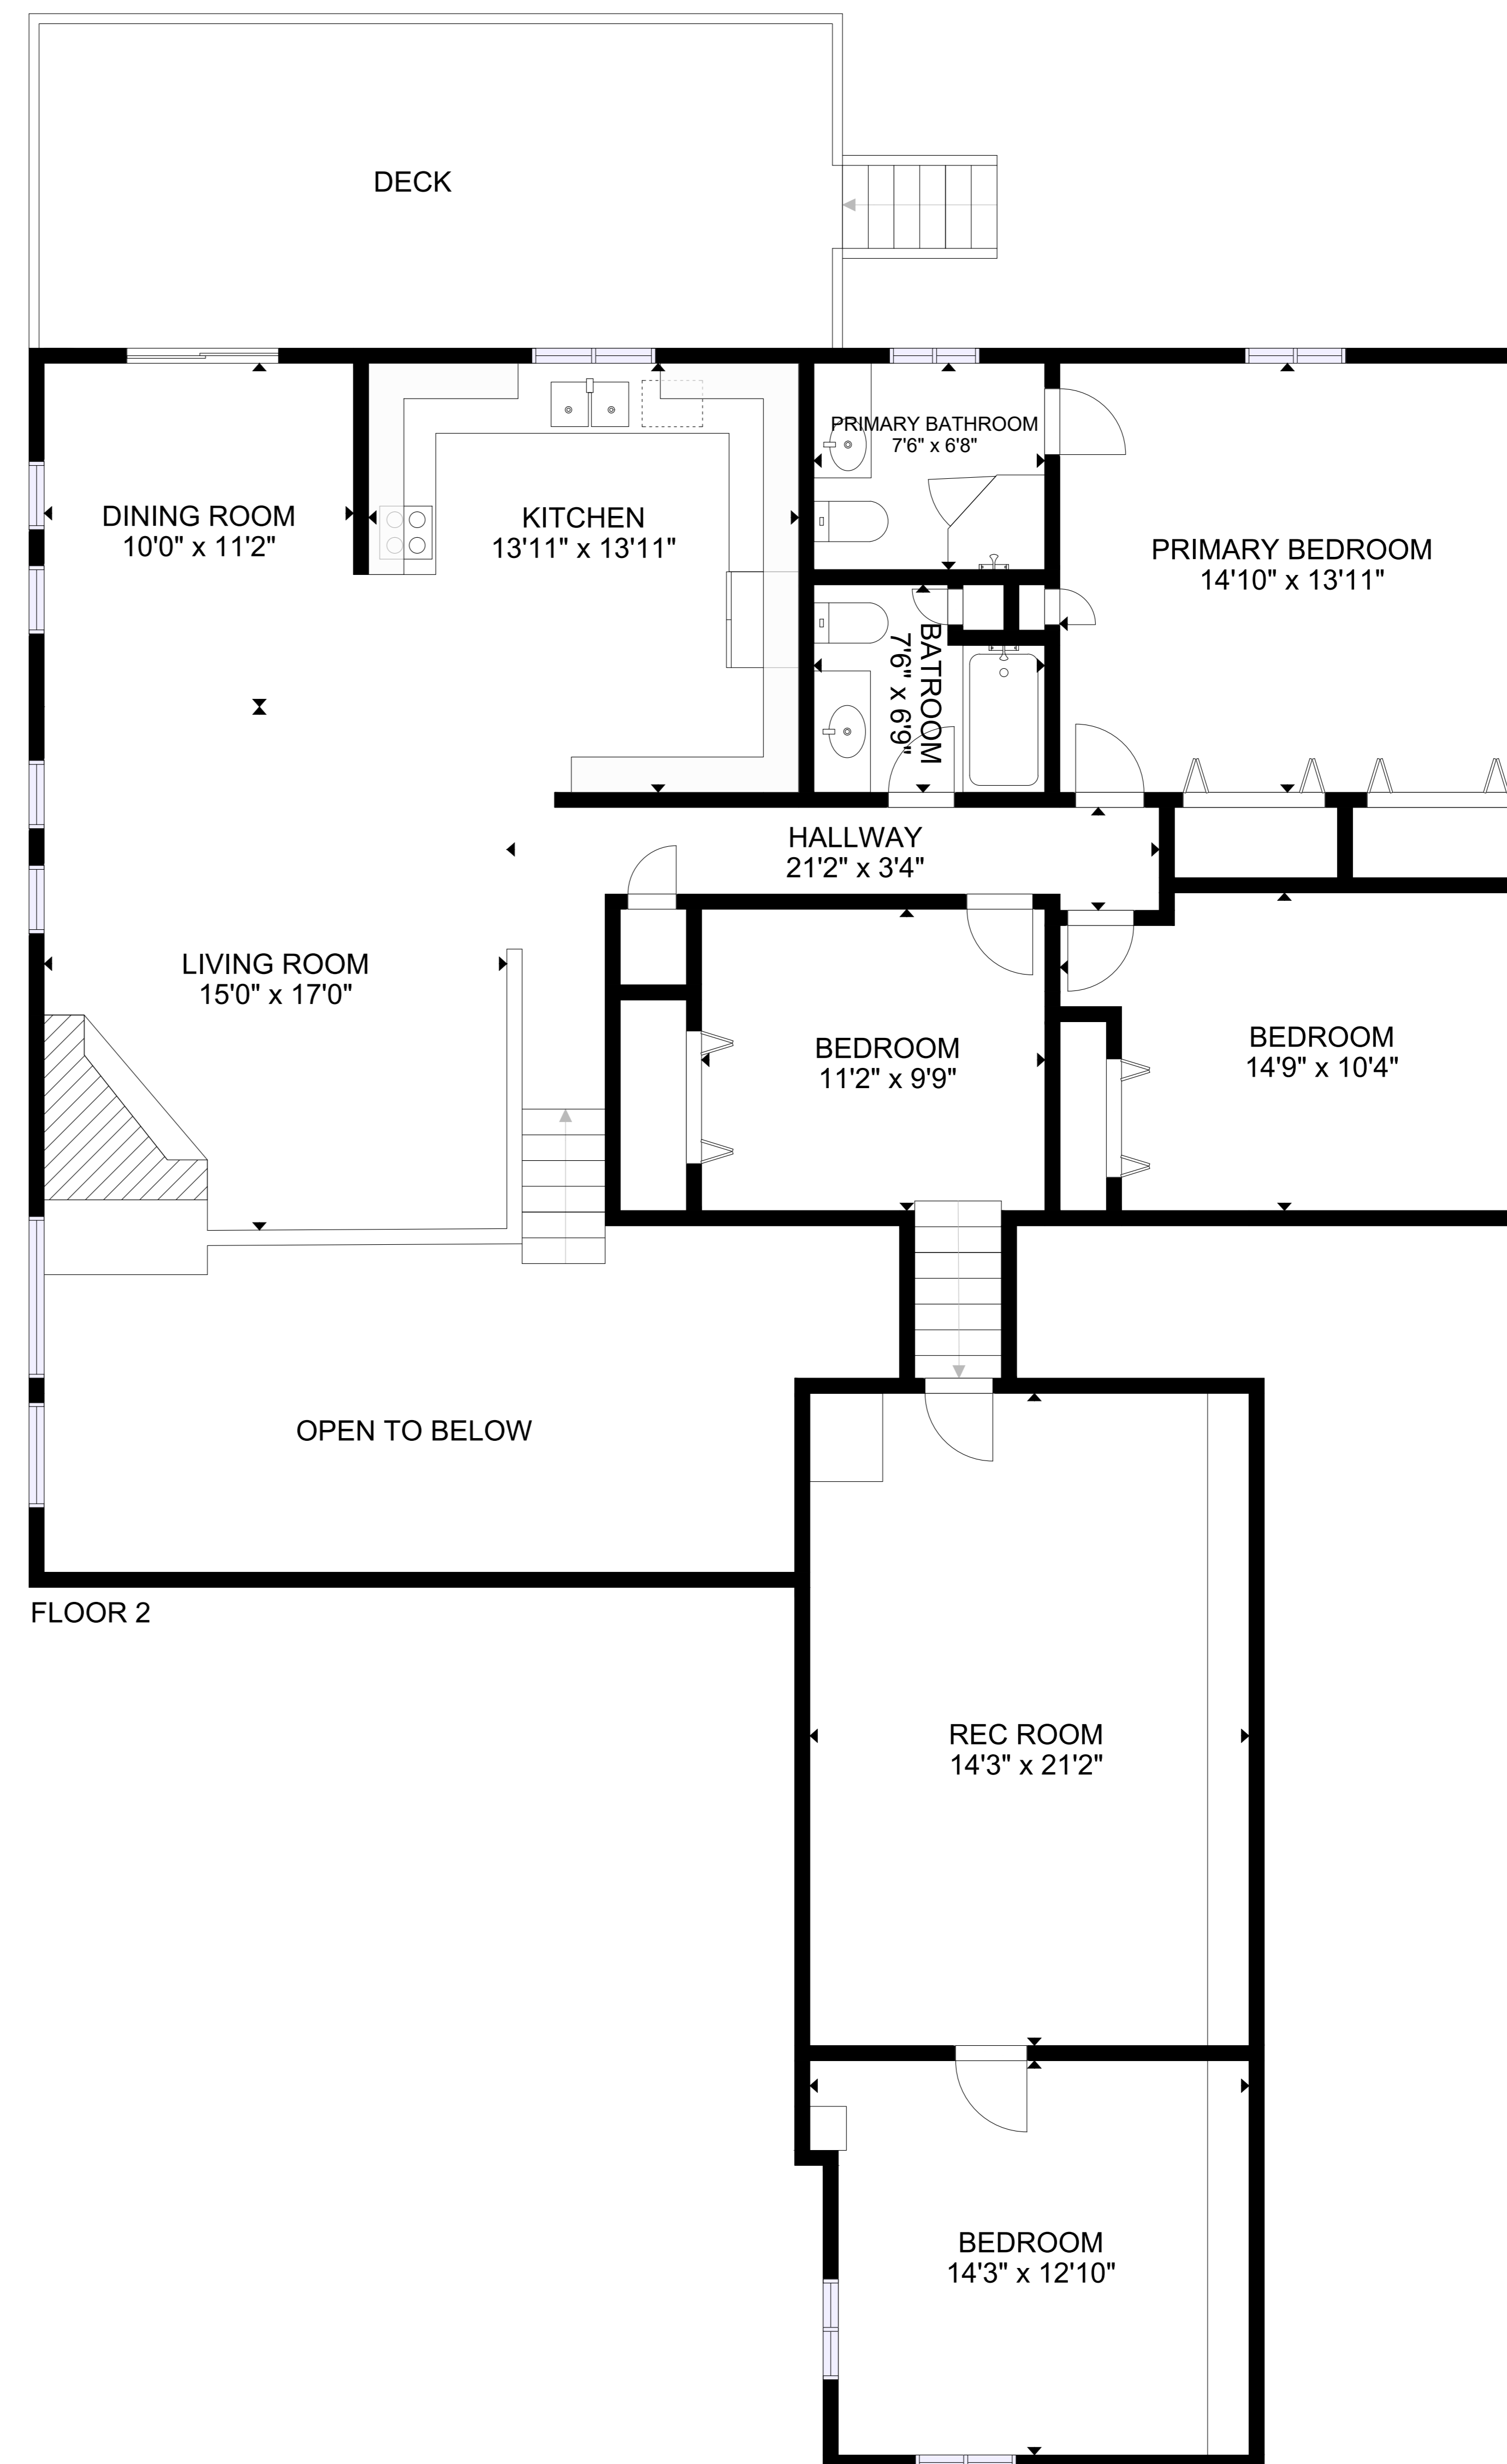 DECK
PRIMARY BATHROOM
7'6" x 6'8"
DINING ROOM
10'0" x 11'2"
KITCHEN
13'11" x 13'11"
PRIMARY BEDROOM
14'10" x 13'11"
BATROOM
7'6" x 6'9"
HALLWAY
21'2" x 3'4"
LIVING ROOM
15'0" x 17'0"
BEDROOM
11'2" x 9'9"
BEDROOM
14'9" x 10'4"
OPEN TO BELOW
FLOOR 2
REC ROOM
14'3" x 21'2"
BEDROOM
14'3" x 12'10"